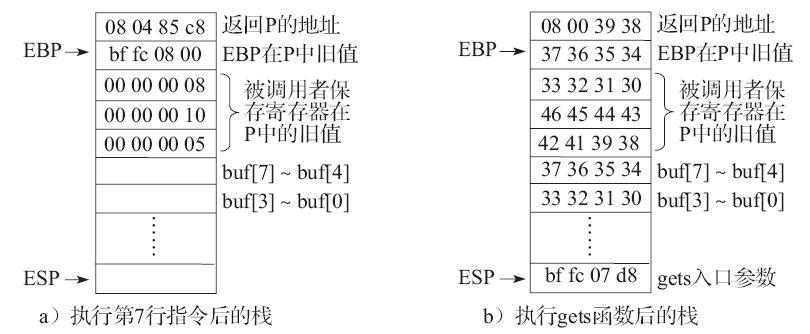 08 04 85 c8 返回P的地址
EBP bf fc 08 00 EBP在P中旧值
00 00 00 08 被调用者保
00 00 00 10 存寄存器在
00 00 00 05 P中的旧值
buf[7] ~ buf[4]
buf[3] ~ buf[0]
ESP
a）执行第7行指令后的栈
08 00 39 38 返回P的地址
EBP 37 36 35 34 EBP在P中旧值
33 32 31 30 被调用者保
46 45 44 43 存寄存器在
42 41 39 38 P中的旧值
37 36 35 34 buf[7] ~ buf[4]
33 32 31 30 buf[3] ~ buf[0]
ESP bf fc 07 d8 gets入口参数
b）执行gets函数后的栈